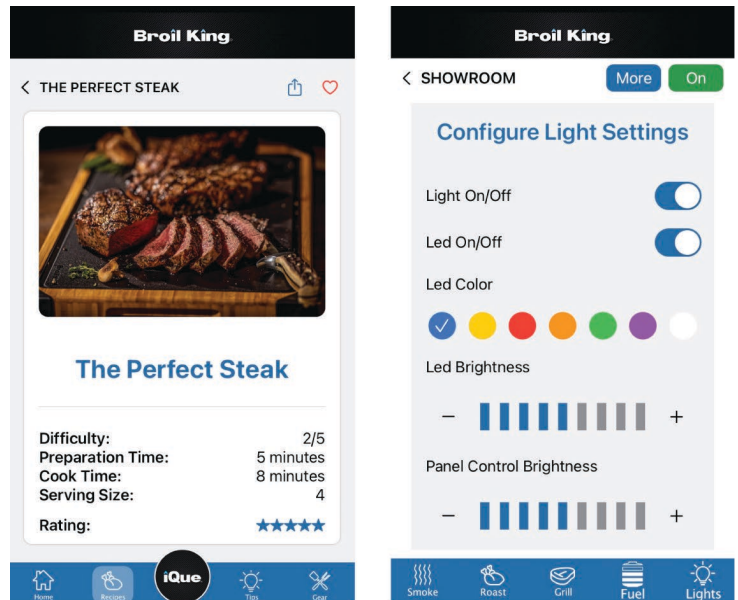 Broil King
THE PERFECT STEAK
The Perfect Steak
Difficulty: 2/5
Preparation Time: 5 minutes
Cook Time: 8 minutes
Serving Size: 4
Rating:
Home
Recipes
iQue
Tips
Gear
Broil King
SHOWROOM
More
On
Configure Light Settings
Light On/Off
Led On/Off
Led Color
Led Brightness
− +
Panel Control Brightness
− +
Smoke
Roast
Grill
Fuel
Lights